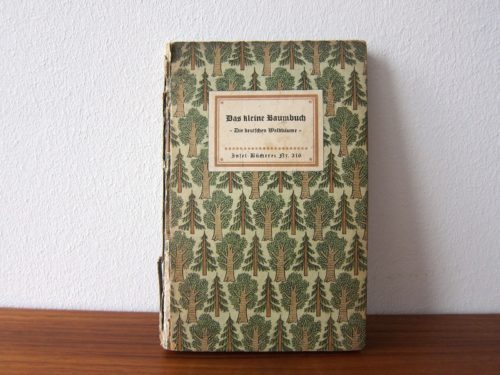 Das kleine Baumbuch
- Die deutschen Waldbäume -
Insel-Bücherei Nr. 316